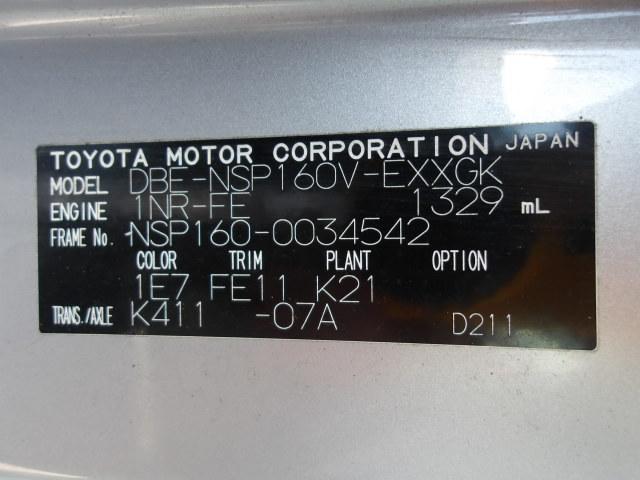 TOYOTA MOTOR CORPORATION JAPAN
MODEL DBE-NSP160V-EXXGK
ENGINE 1NR-FE 1329 mL
FRAME No. -NSP160-0034542
COLOR TRIM PLANT OPTION
1E7 FE11 K21
TRANS./AXLE K411 -07A D211